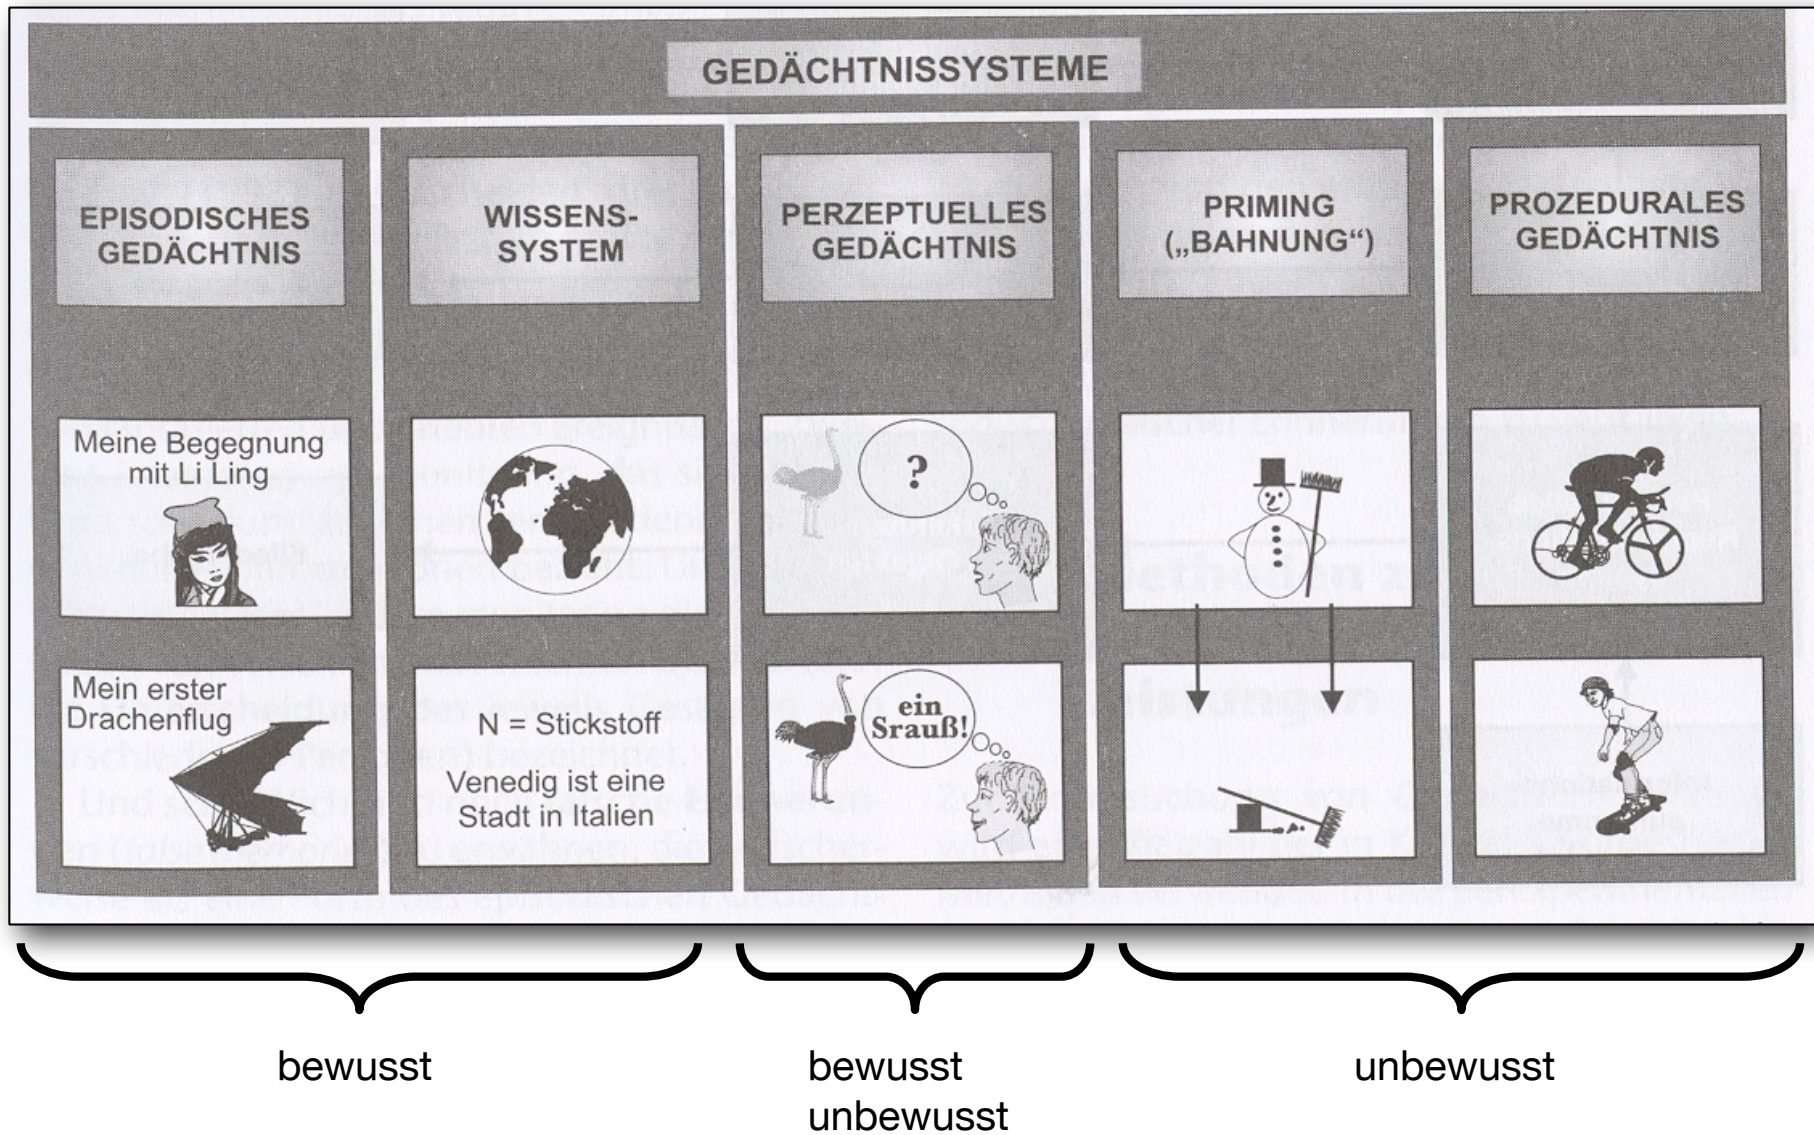 GEDÄCHTNISSYSTEME
EPISODISCHES
GEDÄCHTNIS
WISSENS-
SYSTEM
PERZEPTUELLES
GEDÄCHTNIS
PRIMING
(„BAHNUNG“)
PROZEDURALES
GEDÄCHTNIS
Meine Begegnung
mit Li Ling
?
Mein erster
Drachenflug
N = Stickstoff
Venedig ist eine
Stadt in Italien
ein
Srauß!
bewusst
bewusst
unbewusst
unbewusst